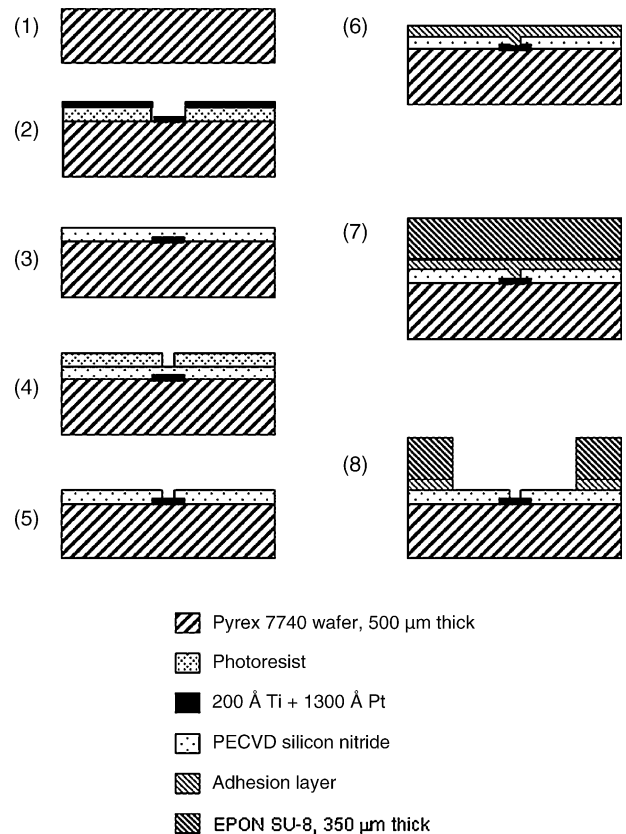 (1)
(2)
(3)
(4)
(5)
(6)
(7)
(8)
Pyrex 7740 wafer, 500 µm thick
Photoresist
200 Å Ti + 1300 Å Pt
PECVD silicon nitride
Adhesion layer
EPON SU-8, 350 µm thick